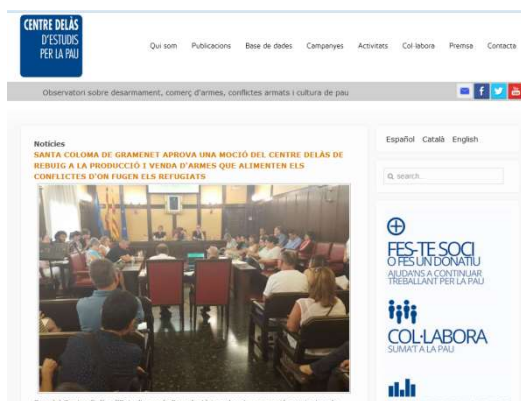 CENTRE DELÀS
D'ESTUDIS
PER LA PAU
Qui som Publicacions Base de dades Campanyes Activitats Col·labora Premsa Contacta
Observatori sobre desarmament, comerç d'armes, conflictes armats i cultura de pau
Notícies
SANTA COLOMA DE GRAMENET APROVA UNA MOCIÓ DEL CENTRE DELÀS DE
REBUIG A LA PRODUCCIÓ I VENDA D'ARMES QUE ALIMENTEN ELS
CONFLICTES D'ON FUGEN ELS REFUGIATS
Español Català English
search
FES-TE SOCI
O FES UN DONATIU
AJUDA'NS A CONTINUAR
TREBALLANT PER LA PAU
COL·LABORA
SUMA'T A LA PAU